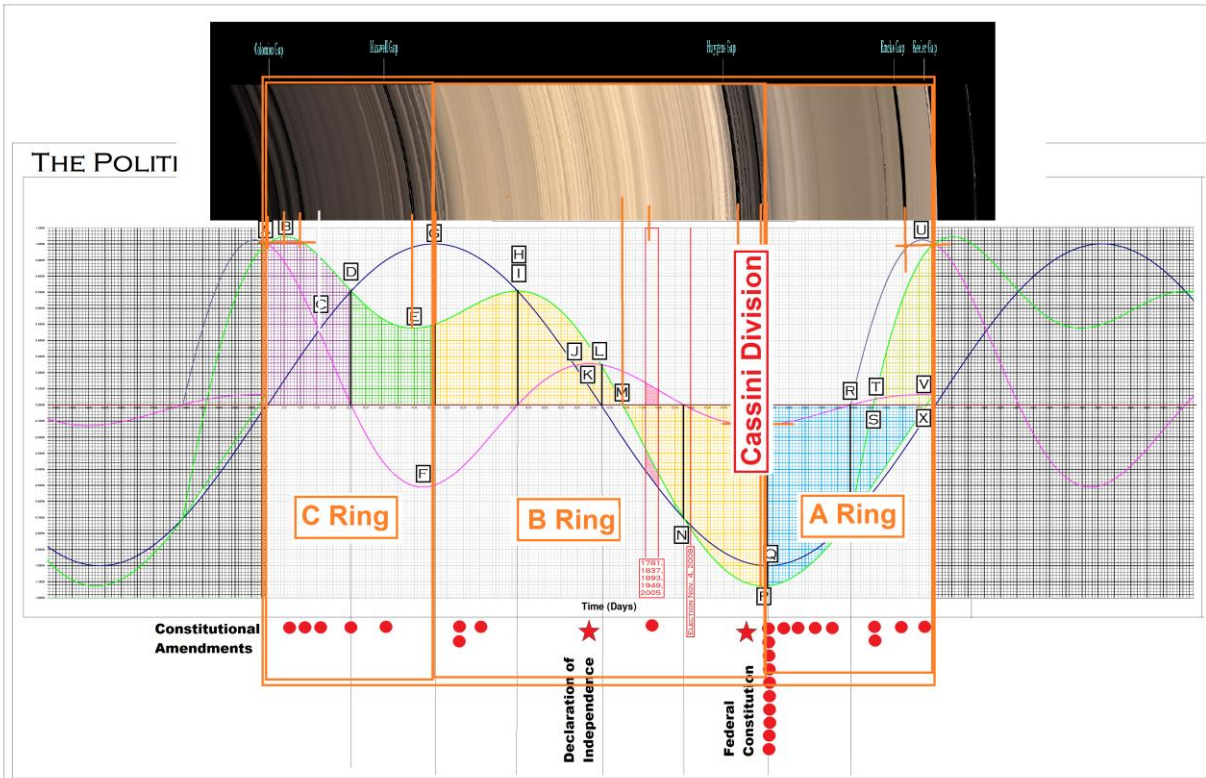 Colombo Gap
Maxwell Gap
Huygens Gap
Encke Gap
Keeler Gap
THE POLITI
A
B
C
D
E
F
G
H
I
J
K
L
M
N
P
Q
R
S
T
U
V
X
Cassini Division
C Ring
B Ring
A Ring
1781,
1837,
1893,
1949,
2005
ELECTION NOV. 4, 2008
Time (Days)
Constitutional
Amendments
Declaration of
Independence
Federal
Constitution